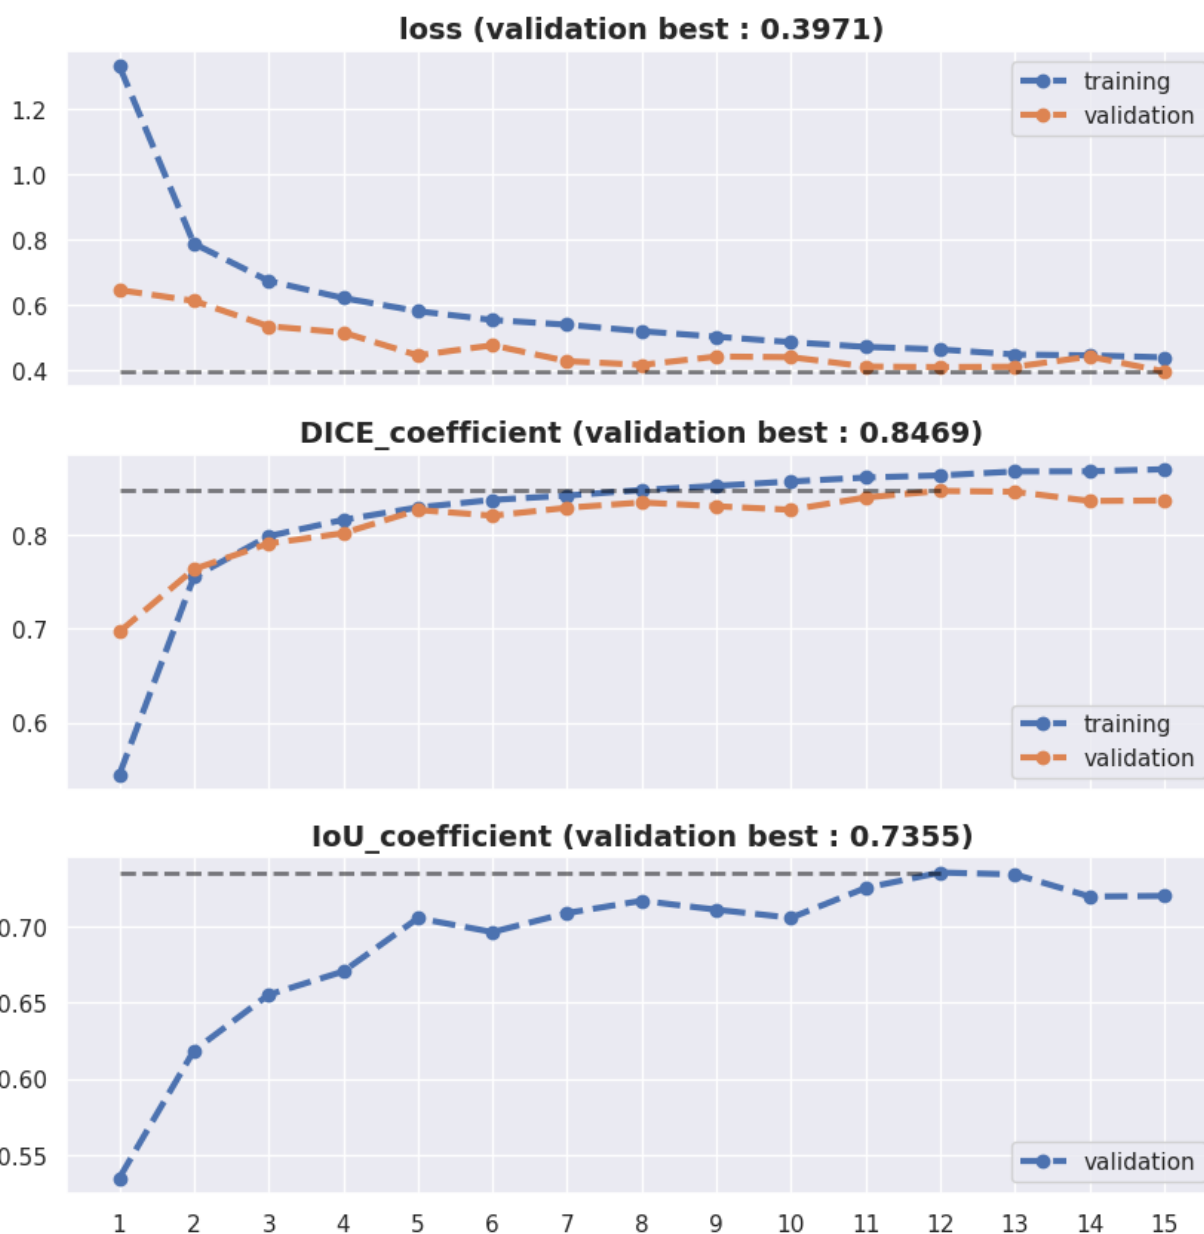 loss (validation best : 0.3971)
1.2
1.0
0.8
0.6
0.4
training
validation
DICE_coefficient (validation best : 0.8469)
0.8
0.7
0.6
training
validation
IoU_coefficient (validation best : 0.7355)
0.70
0.65
0.60
0.55
validation
1 2 3 4 5 6 7 8 9 10 11 12 13 14 15